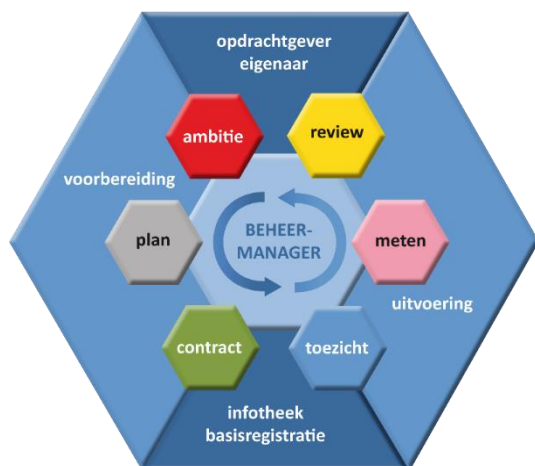 opdrachtgever
eigenaar
ambitie
review
voorbereiding
plan
BEHEER-
MANAGER
meten
uitvoering
contract
toezicht
infotheek
basisregistratie